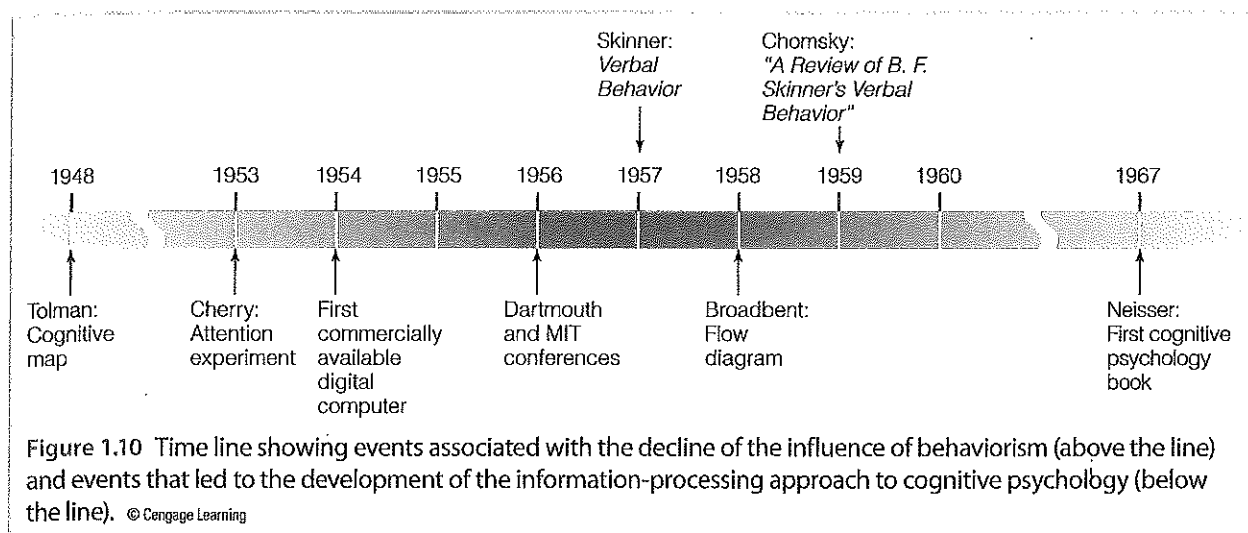 Skinner:
Verbal
Behavior
Chomsky:
"A Review of B. F.
Skinner's Verbal
Behavior"
1948 1953 1954 1955 1956 1957 1958 1959 1960 1967
Tolman:
Cognitive
map
Cherry:
Attention
experiment
First
commercially
available
digital
computer
Dartmouth
and MIT
conferences
Broadbent:
Flow
diagram
Neisser:
First cognitive
psychology
book
Figure 1.10 Time line showing events associated with the decline of the influence of behaviorism (above the line)
and events that led to the development of the information-processing approach to cognitive psychology (below
the line). © Cengage Learning